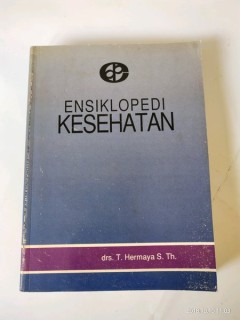 ENSIKLOPEDI
KESEHATAN
drs. T. Hermaya S. Th.